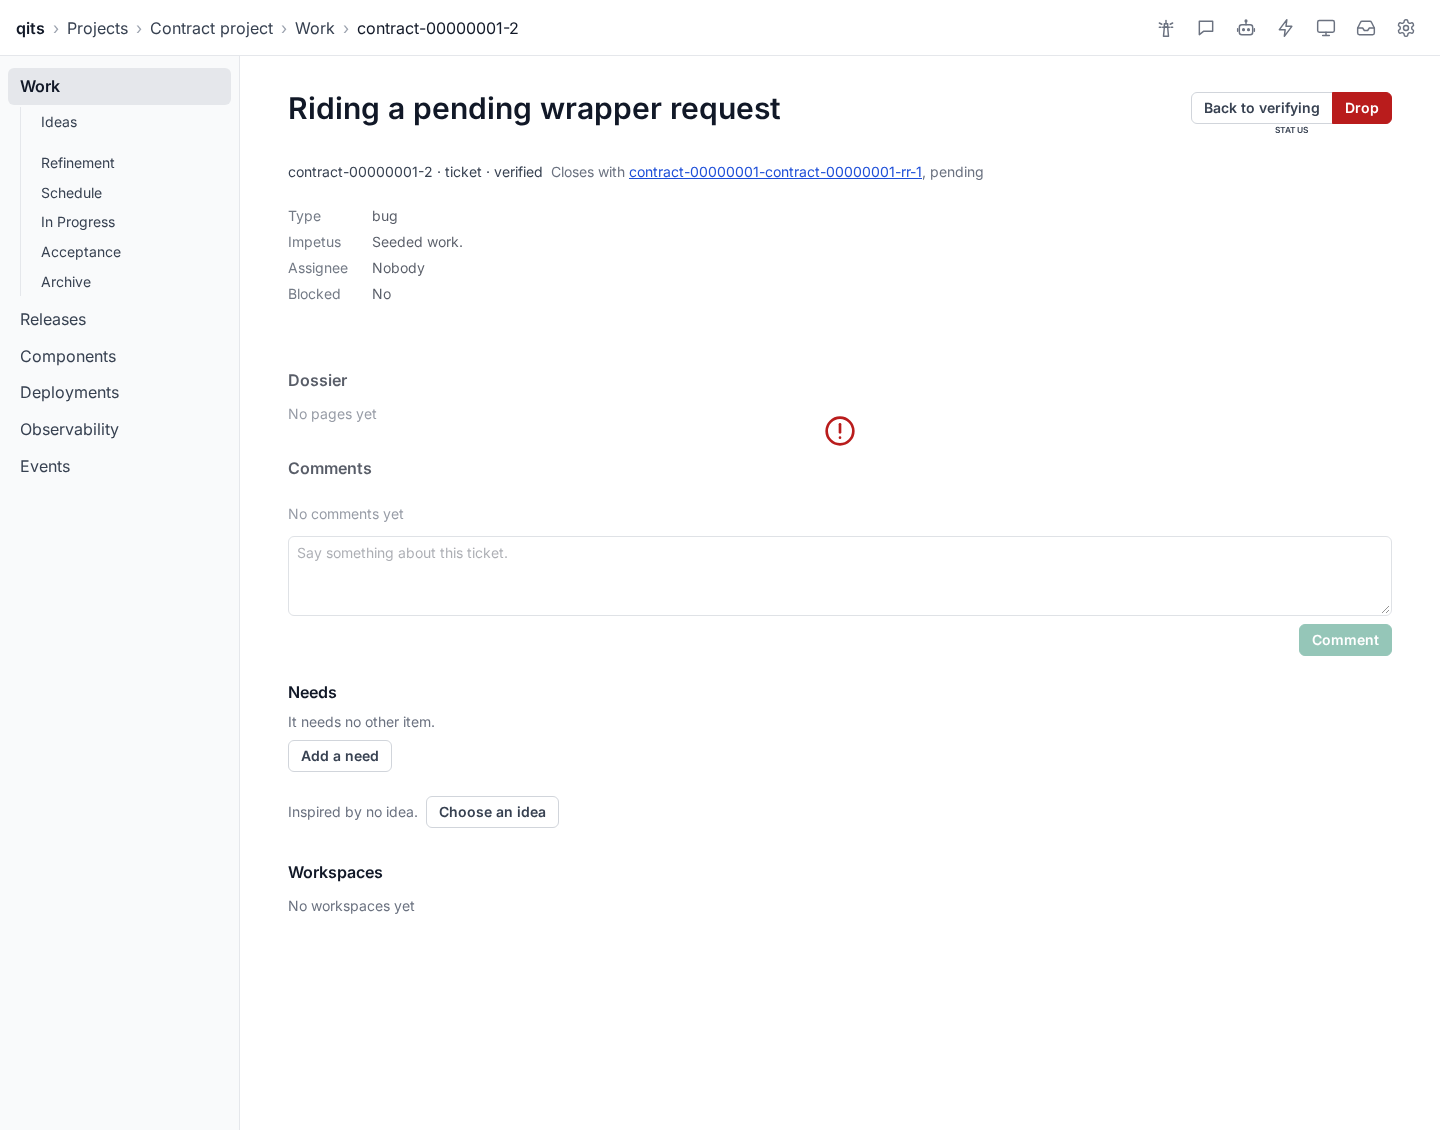 qits › Projects › Contract project › Work › contract-00000001-2
Work
Ideas
Refinement
Schedule
In Progress
Acceptance
Archive
Releases
Components
Deployments
Observability
Events
Riding a pending wrapper request
Back to verifying
Drop
STATUS
contract-00000001-2 · ticket · verified Closes with contract-00000001-contract-00000001-rr-1, pending
Type bug
Impetus Seeded work.
Assignee Nobody
Blocked No
Dossier
No pages yet
Comments
No comments yet
Say something about this ticket.
Comment
Needs
It needs no other item.
Add a need
Inspired by no idea. Choose an idea
Workspaces
No workspaces yet